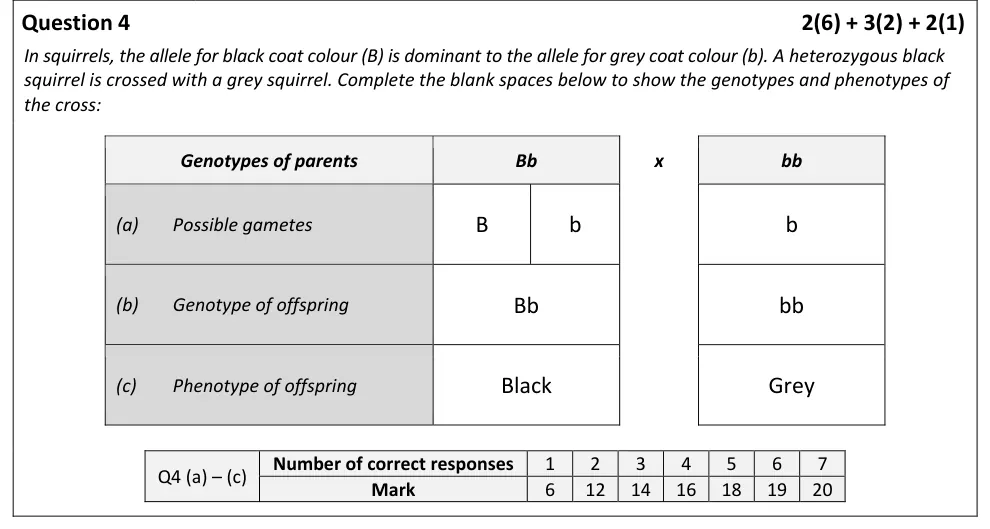 Question 4 2(6) + 3(2) + 2(1)
In squirrels, the allele for black coat colour (B) is dominant to the allele for grey coat colour (b). A heterozygous black
squirrel is crossed with a grey squirrel. Complete the blank spaces below to show the genotypes and phenotypes of
the cross:
Genotypes of parents Bb x bb
(a) Possible gametes B b b
(b) Genotype of offspring Bb bb
(c) Phenotype of offspring Black Grey
Q4 (a) – (c)
Number of correct responses 1 2 3 4 5 6 7
Mark 6 12 14 16 18 19 20